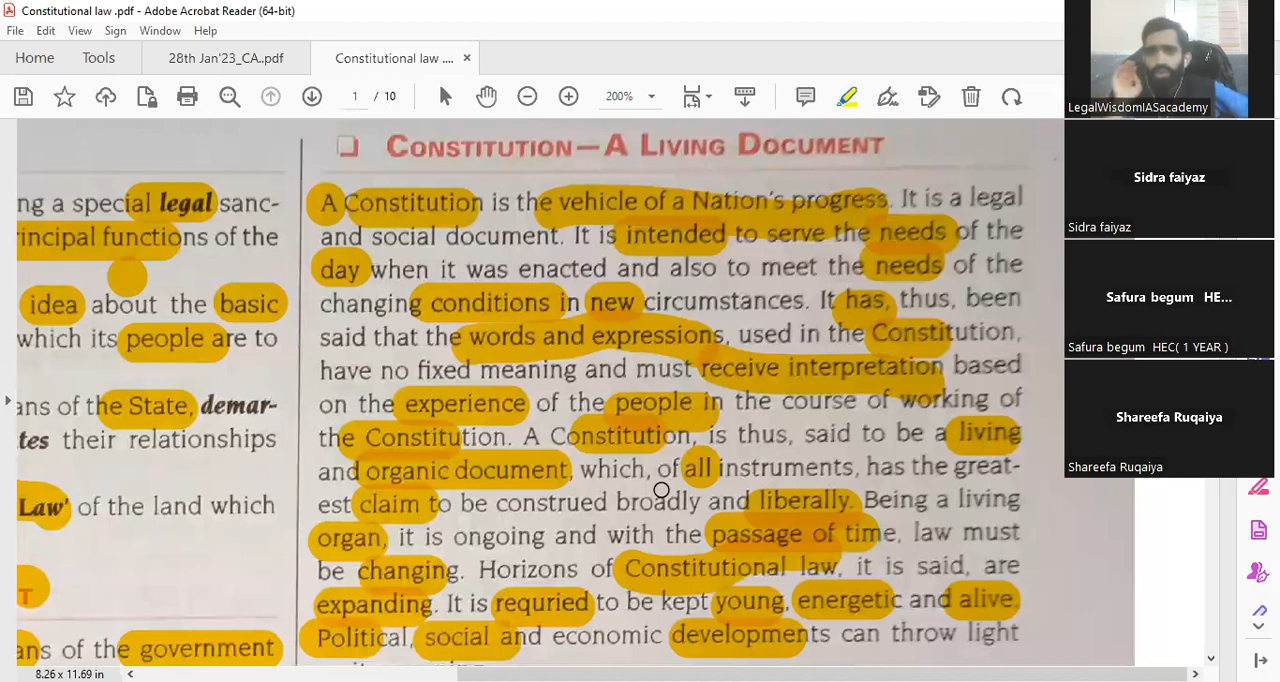 Constitutional law .pdf - Adobe Acrobat Reader (64-bit)
File Edit View Sign Window Help
Home Tools 28th Jan'23_CA..pdf Constitutional law .... ×
1 / 10 200%
ng a special legal sanc-
incipal functions of the
idea about the basic
which its people are to
ans of the State, demar-
tes their relationships
Law' of the land which
T
ans of the government
CONSTITUTION—A LIVING DOCUMENT
A Constitution is the vehicle of a Nation's progress. It is a legal
and social document. It is intended to serve the needs of the
day when it was enacted and also to meet the needs of the
changing conditions in new circumstances. It has, thus, been
said that the words and expressions, used in the Constitution,
have no fixed meaning and must receive interpretation based
on the experience of the people in the course of working of
the Constitution. A Constitution, is thus, said to be a living
and organic document, which, of all instruments, has the great-
est claim to be construed broadly and liberally. Being a living
organ, it is ongoing and with the passage of time, law must
be changing. Horizons of Constitutional law, it is said, are
expanding. It is requried to be kept young, energetic and alive.
Political, social and economic developments can throw light
8.26 x 11.69 in
LegalWisdomIASacademy
Sidra faiyaz
Sidra faiyaz
Safura begum HE...
Safura begum HEC( 1 YEAR )
Shareefa Ruqaiya
Shareefa Ruqaiya